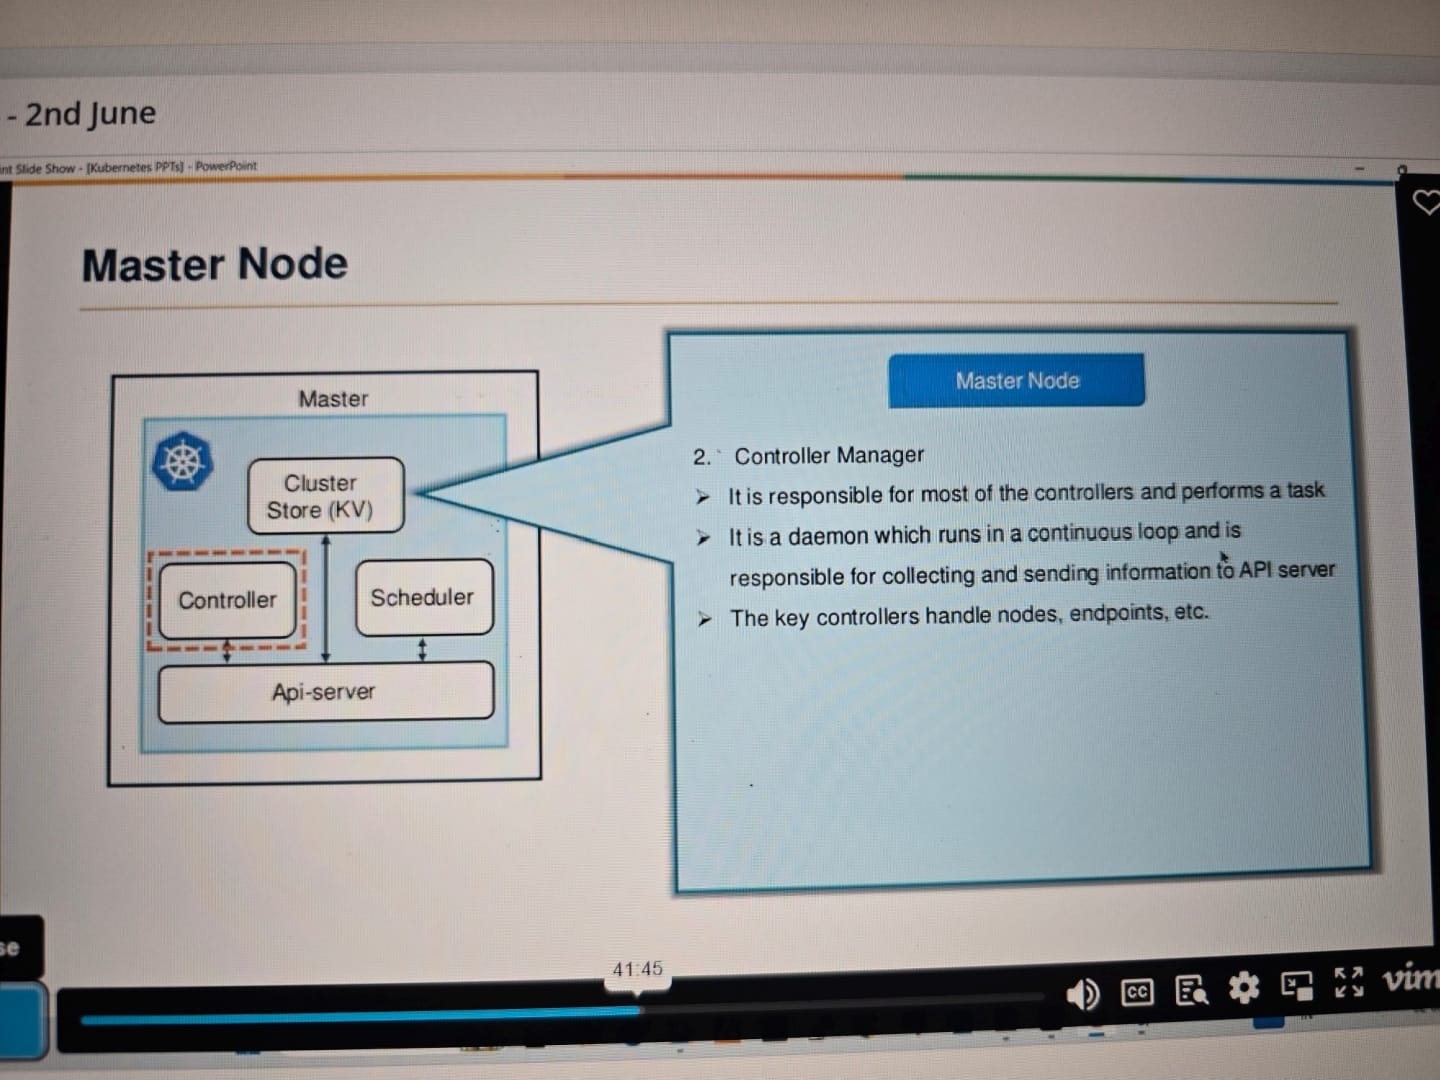 - 2nd June
int Slide Show - [Kubernetes PPTs] - PowerPoint
Master Node
Master
Cluster
Store (KV)
Controller
Scheduler
Api-server
Master Node
2. Controller Manager
➢ It is responsible for most of the controllers and performs a task
➢ It is a daemon which runs in a continuous loop and is
responsible for collecting and sending information to API server
➢ The key controllers handle nodes, endpoints, etc.
se
41:45
CC
vim